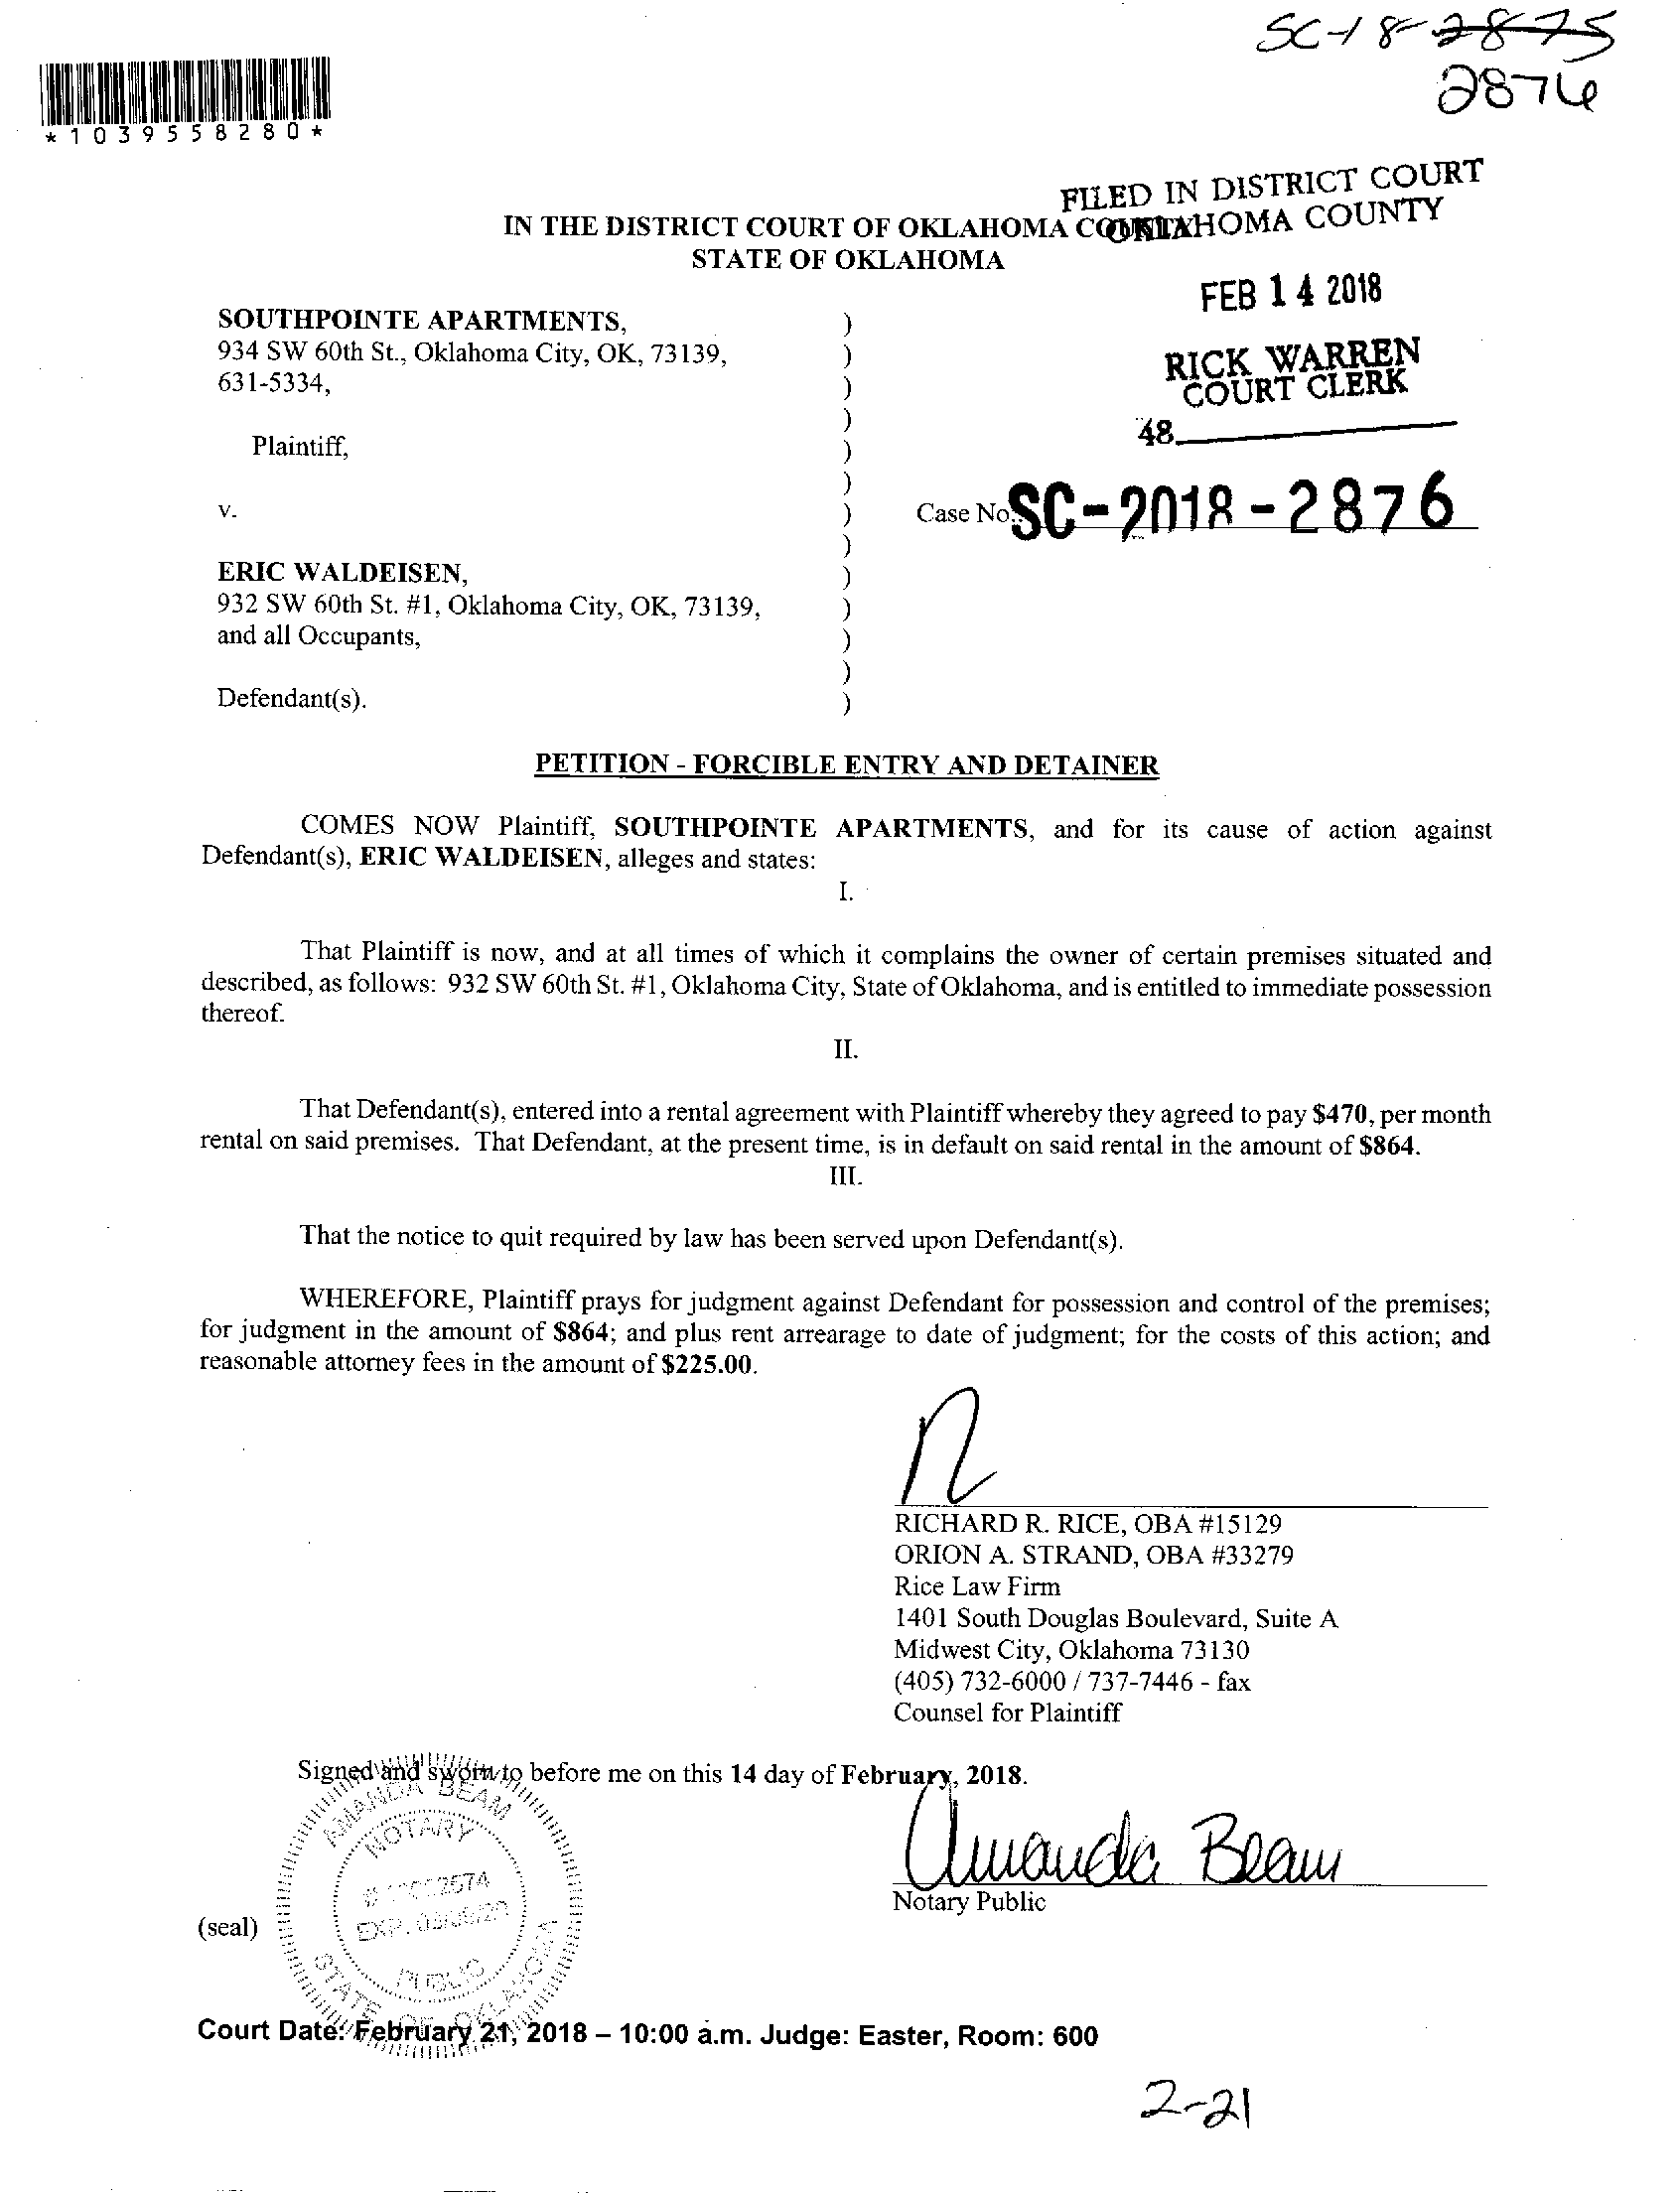 SC-18-2875
2876
*1039558280*
FILED IN DISTRICT COURT
OKLAHOMA COUNTY
IN THE DISTRICT COURT OF OKLAHOMA COUNTY
STATE OF OKLAHOMA
FEB 14 2018
RICK WARREN
COURT CLERK
48
SOUTHPOINTE APARTMENTS, )
934 SW 60th St., Oklahoma City, OK, 73139, )
631-5334, )
)
Plaintiff, )
)
v. ) Case No.: SC-2018-2876
)
ERIC WALDEISEN, )
932 SW 60th St. #1, Oklahoma City, OK, 73139, )
and all Occupants, )
)
Defendant(s). )
PETITION - FORCIBLE ENTRY AND DETAINER
COMES NOW Plaintiff, SOUTHPOINTE APARTMENTS, and for its cause of action against
Defendant(s), ERIC WALDEISEN, alleges and states:
I.
That Plaintiff is now, and at all times of which it complains the owner of certain premises situated and
described, as follows: 932 SW 60th St. #1, Oklahoma City, State of Oklahoma, and is entitled to immediate possession
thereof.
II.
That Defendant(s), entered into a rental agreement with Plaintiff whereby they agreed to pay $470, per month
rental on said premises. That Defendant, at the present time, is in default on said rental in the amount of $864.
III.
That the notice to quit required by law has been served upon Defendant(s).
WHEREFORE, Plaintiff prays for judgment against Defendant for possession and control of the premises;
for judgment in the amount of $864; and plus rent arrearage to date of judgment; for the costs of this action; and
reasonable attorney fees in the amount of $225.00.
RICHARD R. RICE, OBA #15129
ORION A. STRAND, OBA #33279
Rice Law Firm
1401 South Douglas Boulevard, Suite A
Midwest City, Oklahoma 73130
(405) 732-6000 / 737-7446 - fax
Counsel for Plaintiff
Signed and sworn to before me on this 14 day of February, 2018.
AMANDA BEAM
NOTARY
EXP.
PUBLIC
STATE OF OKLAHOMA
Amanda Beam
Notary Public
(seal)
Court Date: February 21, 2018 – 10:00 a.m. Judge: Easter, Room: 600
2-21